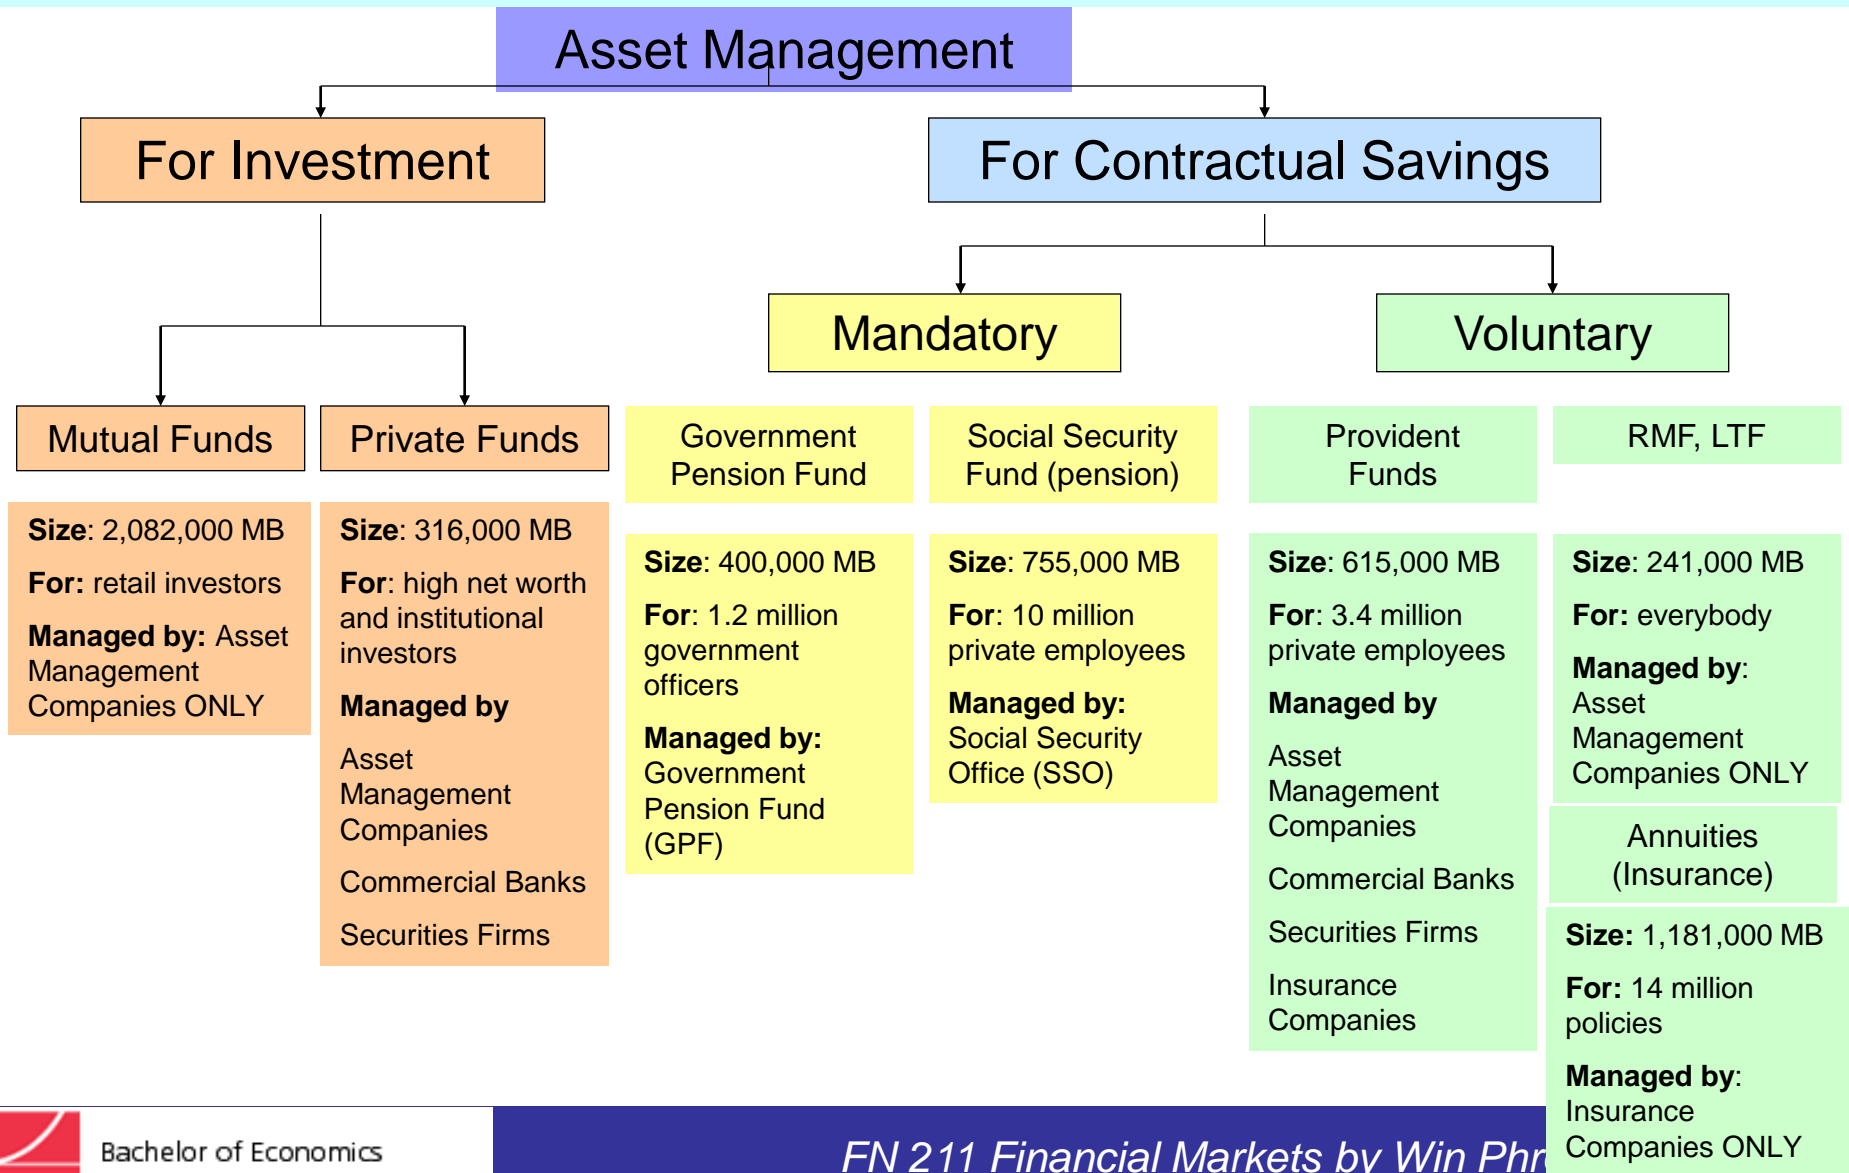 Asset Management
For Investment
For Contractual Savings
Mandatory
Voluntary
Mutual Funds
Size: 2,082,000 MB
For: retail investors
Managed by: Asset
Management
Companies ONLY
Private Funds
Size: 316,000 MB
For: high net worth
and institutional
investors
Managed by
Asset
Management
Companies
Commercial Banks
Securities Firms
Government
Pension Fund
Size: 400,000 MB
For: 1.2 million
government
officers
Managed by:
Government
Pension Fund
(GPF)
Social Security
Fund (pension)
Size: 755,000 MB
For: 10 million
private employees
Managed by:
Social Security
Office (SSO)
Provident
Funds
Size: 615,000 MB
For: 3.4 million
private employees
Managed by
Asset
Management
Companies
Commercial Banks
Securities Firms
Insurance
Companies
RMF, LTF
Size: 241,000 MB
For: everybody
Managed by:
Asset
Management
Companies ONLY
Annuities
(Insurance)
Size: 1,181,000 MB
For: 14 million
policies
Managed by:
Insurance
Companies ONLY
Bachelor of Economics
FN 211 Financial Markets by Win